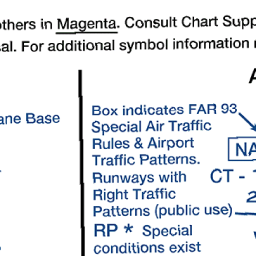 others in Magenta. Consult Chart Supp
al. For additional symbol information
ane Base
Box indicates FAR 93
Special Air Traffic
Rules & Airport
Traffic Patterns.
NA
Runways with
CT -
Right Traffic
2
Patterns (public use)
RP * Special
conditions exist